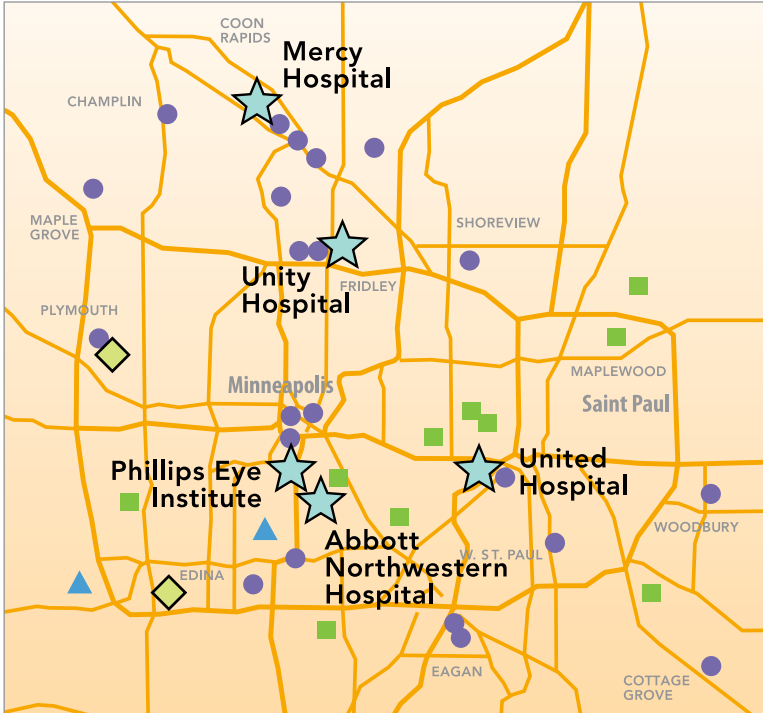 COON
RAPIDS
Mercy
Hospital
CHAMPLIN
MAPLE
GROVE
SHOREVIEW
Unity
Hospital
FRIDLEY
PLYMOUTH
MAPLEWOOD
Minneapolis
Saint Paul
Phillips Eye
Institute
United
Hospital
WOODBURY
Abbott
Northwestern
Hospital
W. ST. PAUL
EDINA
EAGAN
COTTAGE
GROVE